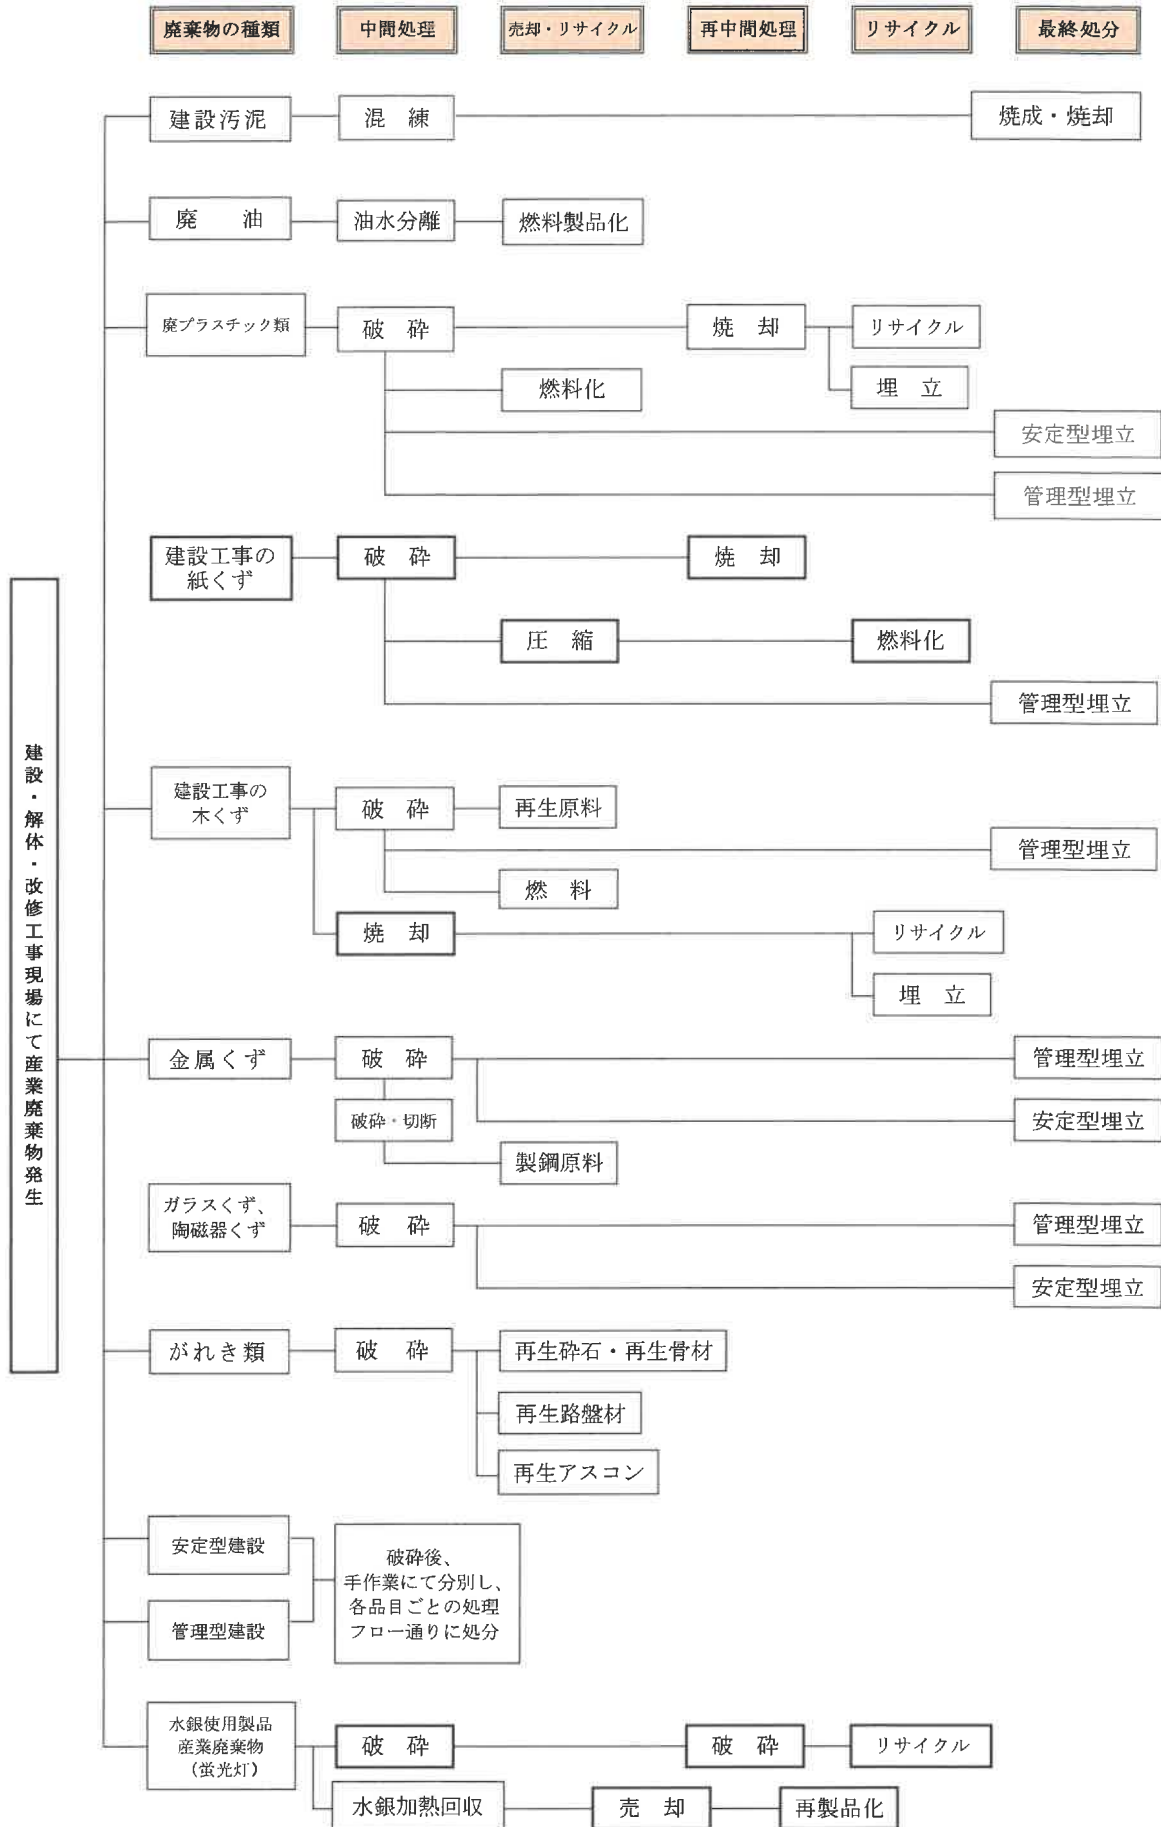 廃棄物の種類
中間処理
売却・リサイクル
再中間処理
リサイクル
最終処分
建設・解体・改修工事現場にて産業廃棄物発生
建設汚泥
混　練
焼成・焼却
廃　　油
油水分離
燃料製品化
廃プラスチック類
破　砕
焼　却
リサイクル
埋　立
燃料化
安定型埋立
管理型埋立
建設工事の
紙くず
破　砕
焼　却
圧　縮
燃料化
管理型埋立
建設工事の
木くず
破　砕
再生原料
管理型埋立
燃　料
焼　却
リサイクル
埋　立
金属くず
破　砕
管理型埋立
破砕・切断
安定型埋立
製鋼原料
ガラスくず、
陶磁器くず
破　砕
管理型埋立
安定型埋立
がれき類
破　砕
再生砕石・再生骨材
再生路盤材
再生アスコン
安定型建設
管理型建設
破砕後、
手作業にて分別し、
各品目ごとの処理
フロー通りに処分
水銀使用製品
産業廃棄物
（蛍光灯）
破　砕
破　砕
リサイクル
水銀加熱回収
売　却
再製品化